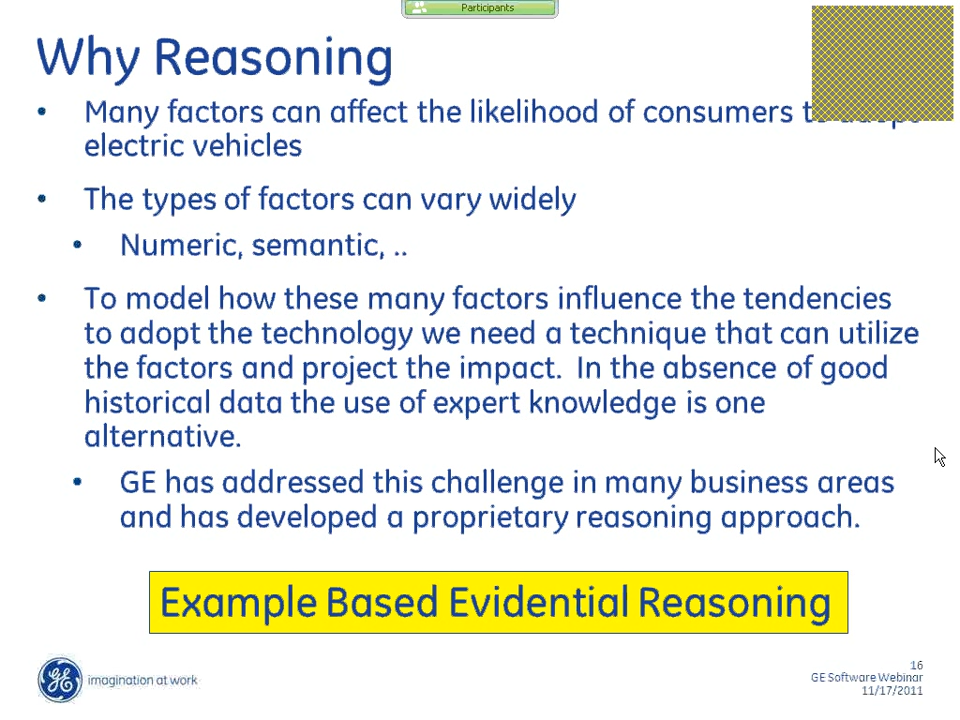 Participants
Why Reasoning
• Many factors can affect the likelihood of consumers
electric vehicles
• The types of factors can vary widely
• Numeric, semantic, ..
• To model how these many factors influence the tendencies
to adopt the technology we need a technique that can utilize
the factors and project the impact. In the absence of good
historical data the use of expert knowledge is one
alternative.
• GE has addressed this challenge in many business areas
and has developed a proprietary reasoning approach.
Example Based Evidential Reasoning
GE imagination at work
16
GE Software Webinar
11/17/2011